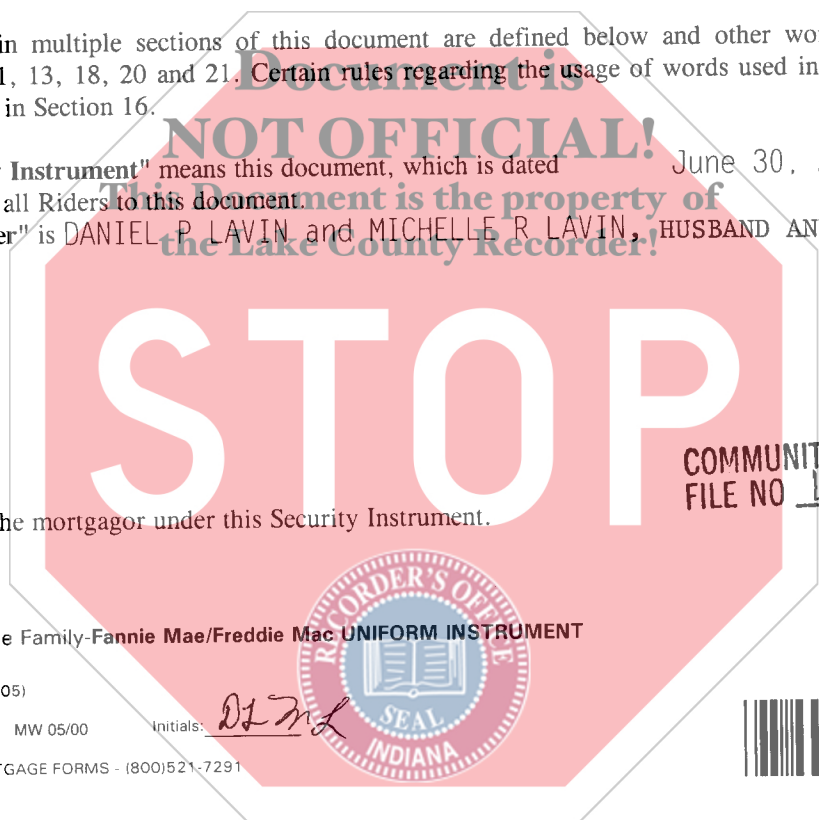 in multiple sections of this document are defined below and other wo
1, 13, 18, 20 and 21. Certain rules regarding the usage of words used in
in Section 16.
Document is
NOT OFFICIAL!
This Document is the property of
the Lake County Recorder!
Instrument" means this document, which is dated June 30,
all Riders to this document.
er" is DANIEL P LAVIN and MICHELLE R LAVIN, HUSBAND AN
STOP
COMMUNIT
FILE NO
he mortgagor under this Security Instrument.
RECORDER'S OFFICE
SEAL
INDIANA
e Family-Fannie Mae/Freddie Mac UNIFORM INSTRUMENT
05)
MW 05/00 Initials: DL ML
TGAGE FORMS - (800)521-7291